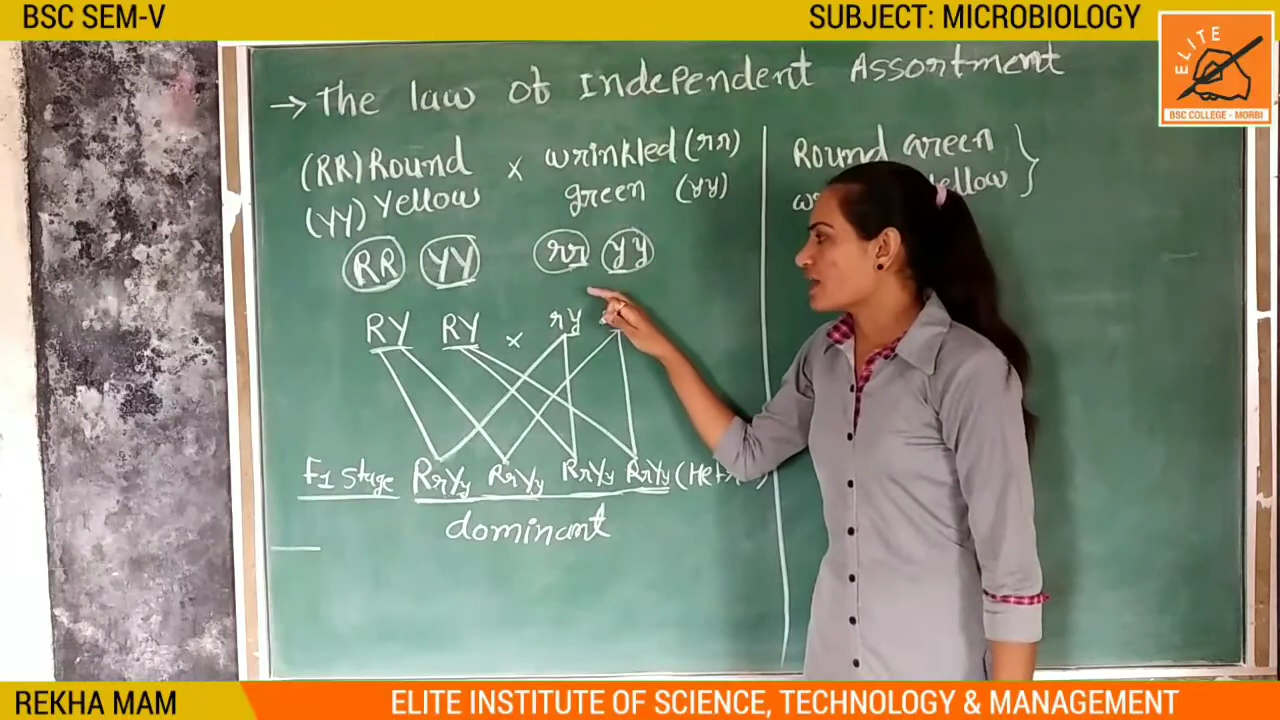 BSC SEM-V
SUBJECT: MICROBIOLOGY
ELITE
BSC COLLEGE - MORBI
→ The law of Independent Assortment
(RR) Round × wrinkled (rr)
(YY) Yellow green (yy)
RR YY rr yy
RY RY × ry
F1 stage RrYy RrYy RrYy RrYy (Het
dominant
Round Green
Yellow
REKHA MAM
ELITE INSTITUTE OF SCIENCE, TECHNOLOGY & MANAGEMENT